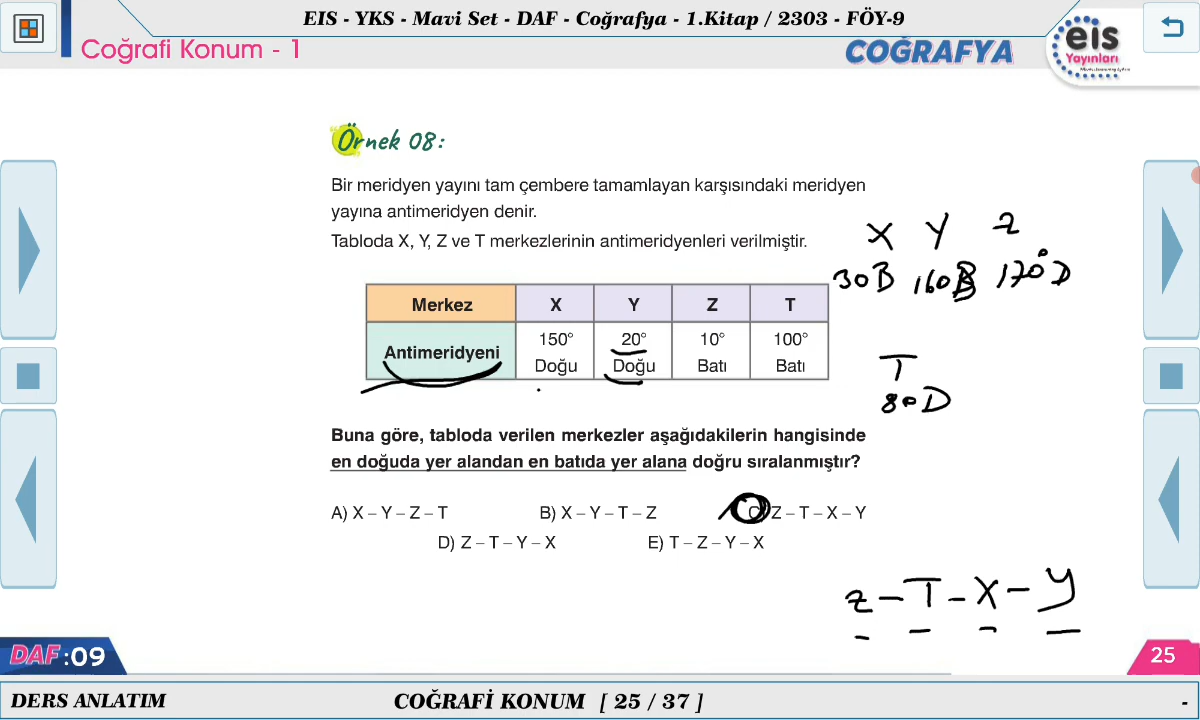 EIS - YKS - Mavi Set - DAF - Coğrafya - 1.Kitap / 2303 - FÖY-9
Coğrafi Konum - 1
COĞRAFYA
eis
Yayınları
Örnek 08:
Bir meridyen yayını tam çembere tamamlayan karşısındaki meridyen
yayına antimeridyen denir.
Tabloda X, Y, Z ve T merkezlerinin antimeridyenleri verilmiştir.
X Y Z
30B 160B 170°D
Merkez X Y Z T
Antimeridyeni 150° Doğu 20° Doğu 10° Batı 100° Batı
T
80D
Buna göre, tabloda verilen merkezler aşağıdakilerin hangisinde
en doğuda yer alandan en batıda yer alana doğru sıralanmıştır?
A) X – Y – Z – T B) X – Y – T – Z C) Z – T – X – Y
D) Z – T – Y – X E) T – Z – Y – X
Z – T – X – Y
DAF:09
25
DERS ANLATIM COĞRAFİ KONUM [ 25 / 37 ] -